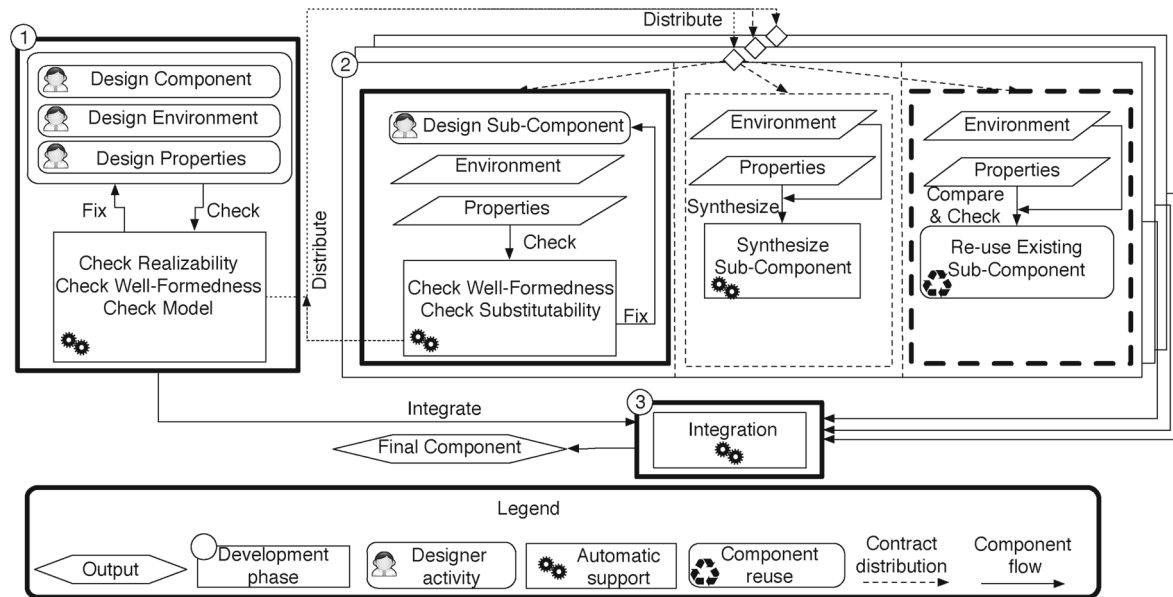 Distribute
1
Design Component
Design Environment
Design Properties
Fix
Check
Check Realizability
Check Well-Formedness
Check Model
Distribute
2
Design Sub-Component
Environment
Properties
Check
Check Well-Formedness
Check Substitutability
Fix
Environment
Properties
Synthesize
Synthesize
Sub-Component
Environment
Properties
Compare
& Check
Re-use Existing
Sub-Component
Integrate
3
Integration
Final Component
Legend
Output
Development
phase
Designer
activity
Automatic
support
Component
reuse
Contract
distribution
Component
flow